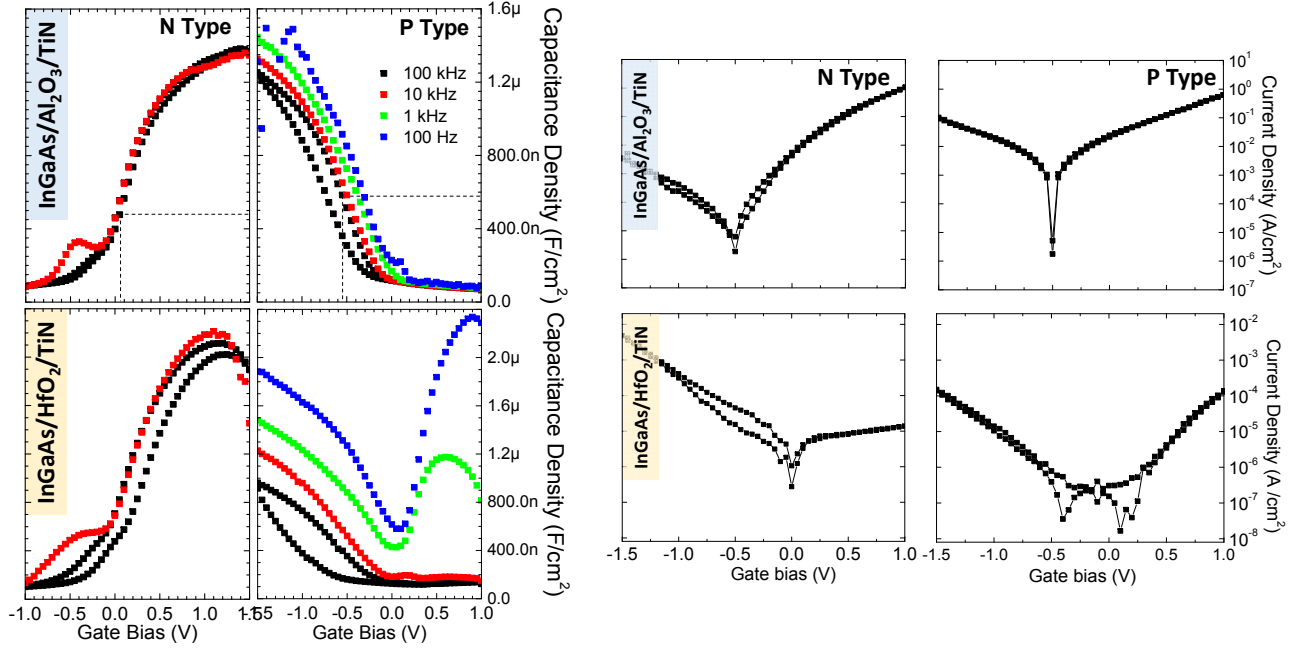 N Type
P Type
InGaAs/Al2O3/TiN
100 kHz
10 kHz
1 kHz
100 Hz
1.6µ
1.2µ
800.0n
400.0n
0.0
Capacitance Density (F/cm2)
InGaAs/HfO2/TiN
2.0µ
1.6µ
1.2µ
800.0n
400.0n
0.0
Capacitance Density (F/cm2)
-1.0 -0.5 0.0 0.5 1.0 1.5
-1.5 -1.0 -0.5 0.0 0.5 1.0
Gate Bias (V)
Gate Bias (V)
N Type
P Type
InGaAs/Al2O3/TiN
10^1
10^0
10^-1
10^-2
10^-3
10^-4
10^-5
10^-6
10^-7
Current Density (A/cm2)
InGaAs/HfO2/TiN
10^-2
10^-3
10^-4
10^-5
10^-6
10^-7
10^-8
Current Density (A /cm2)
-1.5 -1.0 -0.5 0.0 0.5 1.0
-1.5 -1.0 -0.5 0.0 0.5 1.0
Gate bias (V)
Gate bias (V)